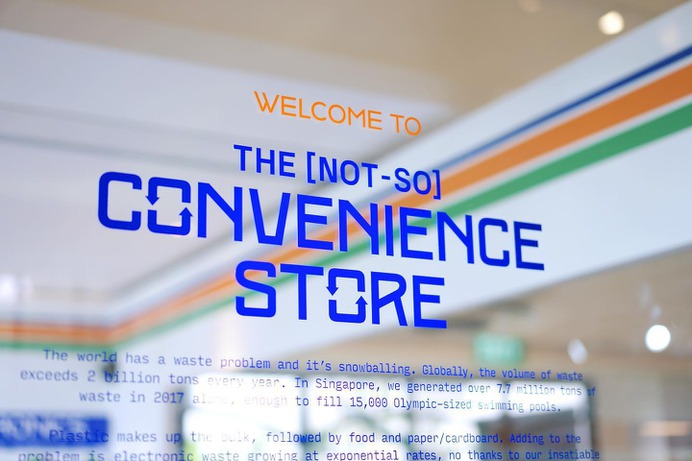 WELCOME TO
THE [NOT-SO]
CONVENIENCE
STORE
The world has a waste problem and it's snowballing. Globally, the volume of waste
exceeds 2 billion tons every year. In Singapore, we generated over 7.7 million tons of
waste in 2017 alone, enough to fill 15,000 Olympic-sized swimming pools.
Plastic makes up the bulk, followed by food and paper/cardboard. Adding to the
problem is electronic waste growing at exponential rates, no thanks to our insatiable